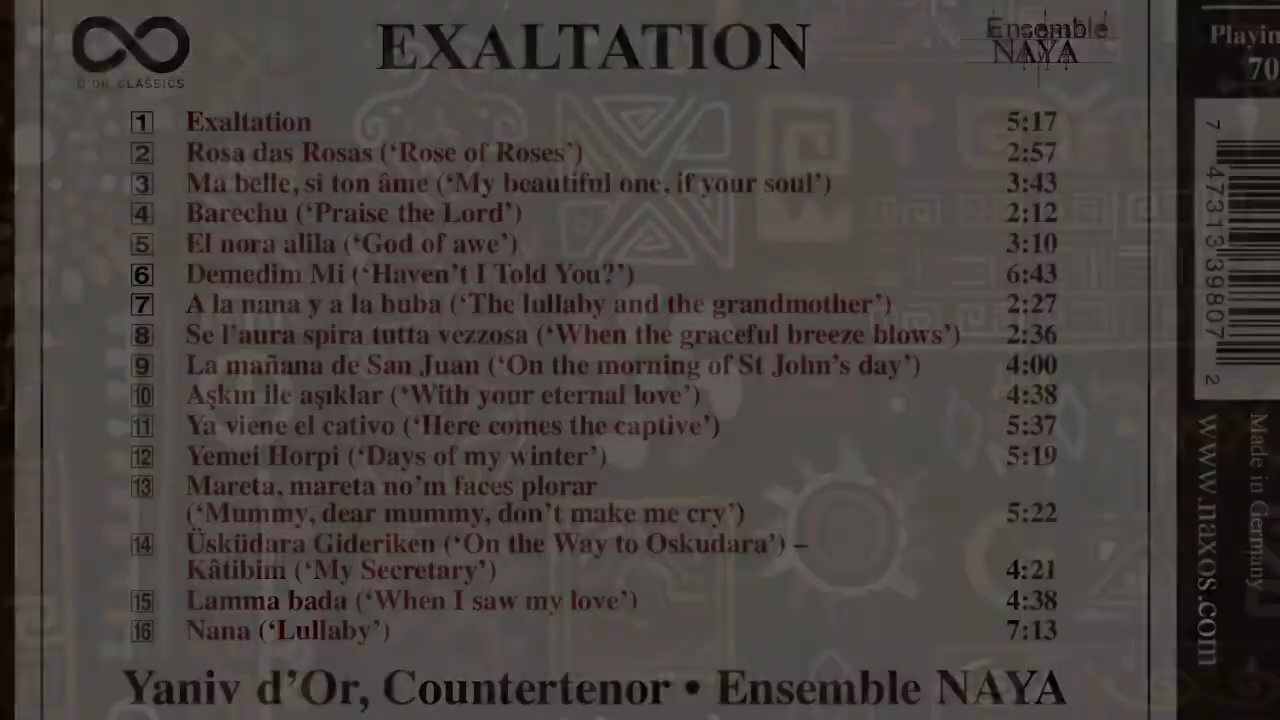 D'OR CLASSICS
EXALTATION
Ensemble
NAYA
1 Exaltation 5:17
2 Rosa das Rosas (‘Rose of Roses’) 2:57
3 Ma belle, si ton âme (‘My beautiful one, if your soul’) 3:43
4 Barechu (‘Praise the Lord’) 2:12
5 El nora alila (‘God of awe’) 3:10
6 Demedim Mi (‘Haven’t I Told You?’) 6:43
7 A la nana y a la buba (‘The lullaby and the grandmother’) 2:27
8 Se l’aura spira tutta vezzosa (‘When the graceful breeze blows’) 2:36
9 La mañana de San Juan (‘On the morning of St John’s day’) 4:00
10 Aşkın ile aşıklar (‘With your eternal love’) 4:38
11 Ya viene el cativo (‘Here comes the captive’) 5:37
12 Yemei Horpi (‘Days of my winter’) 5:19
13 Mareta, mareta no’m faces plorar
(‘Mummy, dear mummy, don’t make me cry’) 5:22
14 Üsküdara Gideriken (‘On the Way to Oskudara’) –
Kâtibim (‘My Secretary’) 4:21
15 Lamma bada (‘When I saw my love’) 4:38
16 Nana (‘Lullaby’) 7:13
Yaniv d’Or, Countertenor • Ensemble NAYA
70
7 47313 39807 2
Made in Germany
www.naxos.com